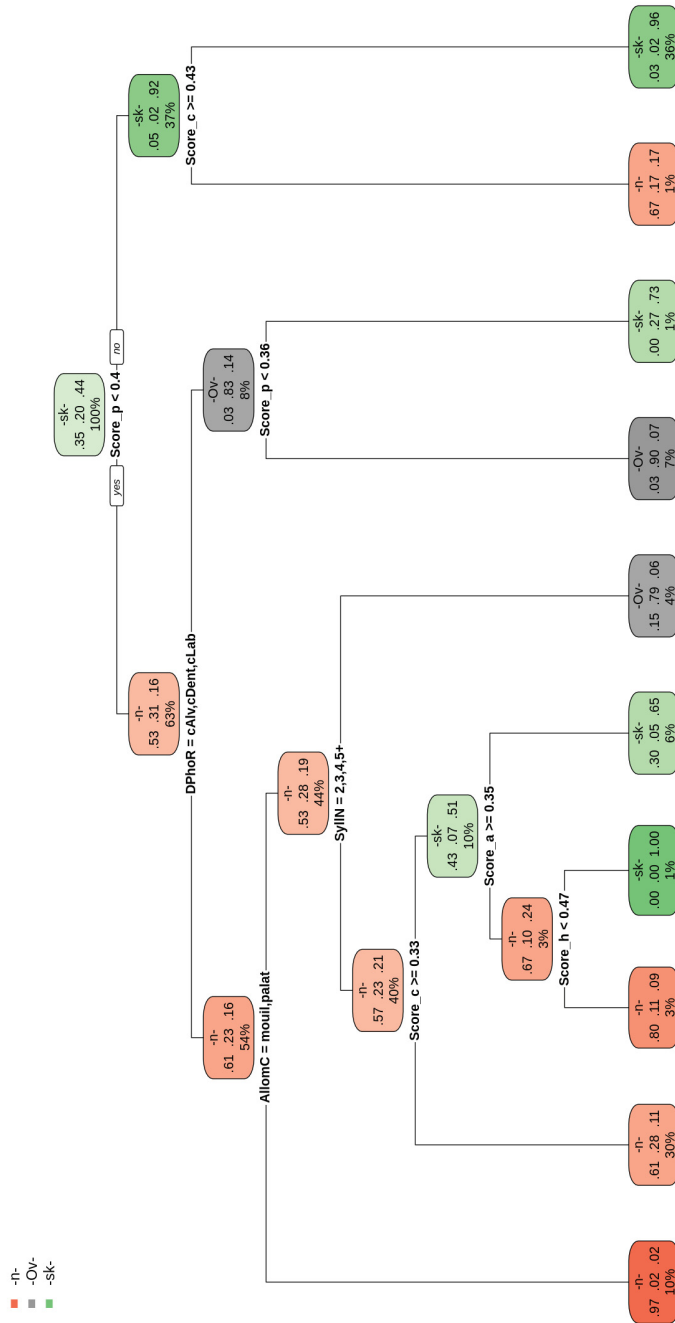 -n-
-Ov-
-sk-
-sk-
.35 .20 .44
100%
yes
Score_p < 0.4
no
-n-
.53 .31 .16
63%
DPhoR = cAlv,cDent,cLab
-sk-
.05 .02 .92
37%
Score_c >= 0.43
-n-
.61 .23 .16
54%
AllomC = mouil,palat
-Ov-
.03 .83 .14
8%
Score_p < 0.36
-n-
.53 .28 .19
44%
SyllN = 2,3,4,5+
-n-
.57 .23 .21
40%
Score_c >= 0.33
-sk-
.43 .07 .51
10%
Score_a >= 0.35
-n-
.67 .10 .24
3%
Score_h < 0.47
-n-
.97 .02 .02
10%
-n-
.61 .28 .11
30%
-n-
.80 .11 .09
3%
-sk-
.00 .00 1.00
1%
-sk-
.30 .05 .65
6%
-Ov-
.15 .79 .06
4%
-Ov-
.03 .90 .07
7%
-sk-
.00 .27 .73
1%
-n-
.67 .17 .17
1%
-sk-
.03 .02 .96
36%